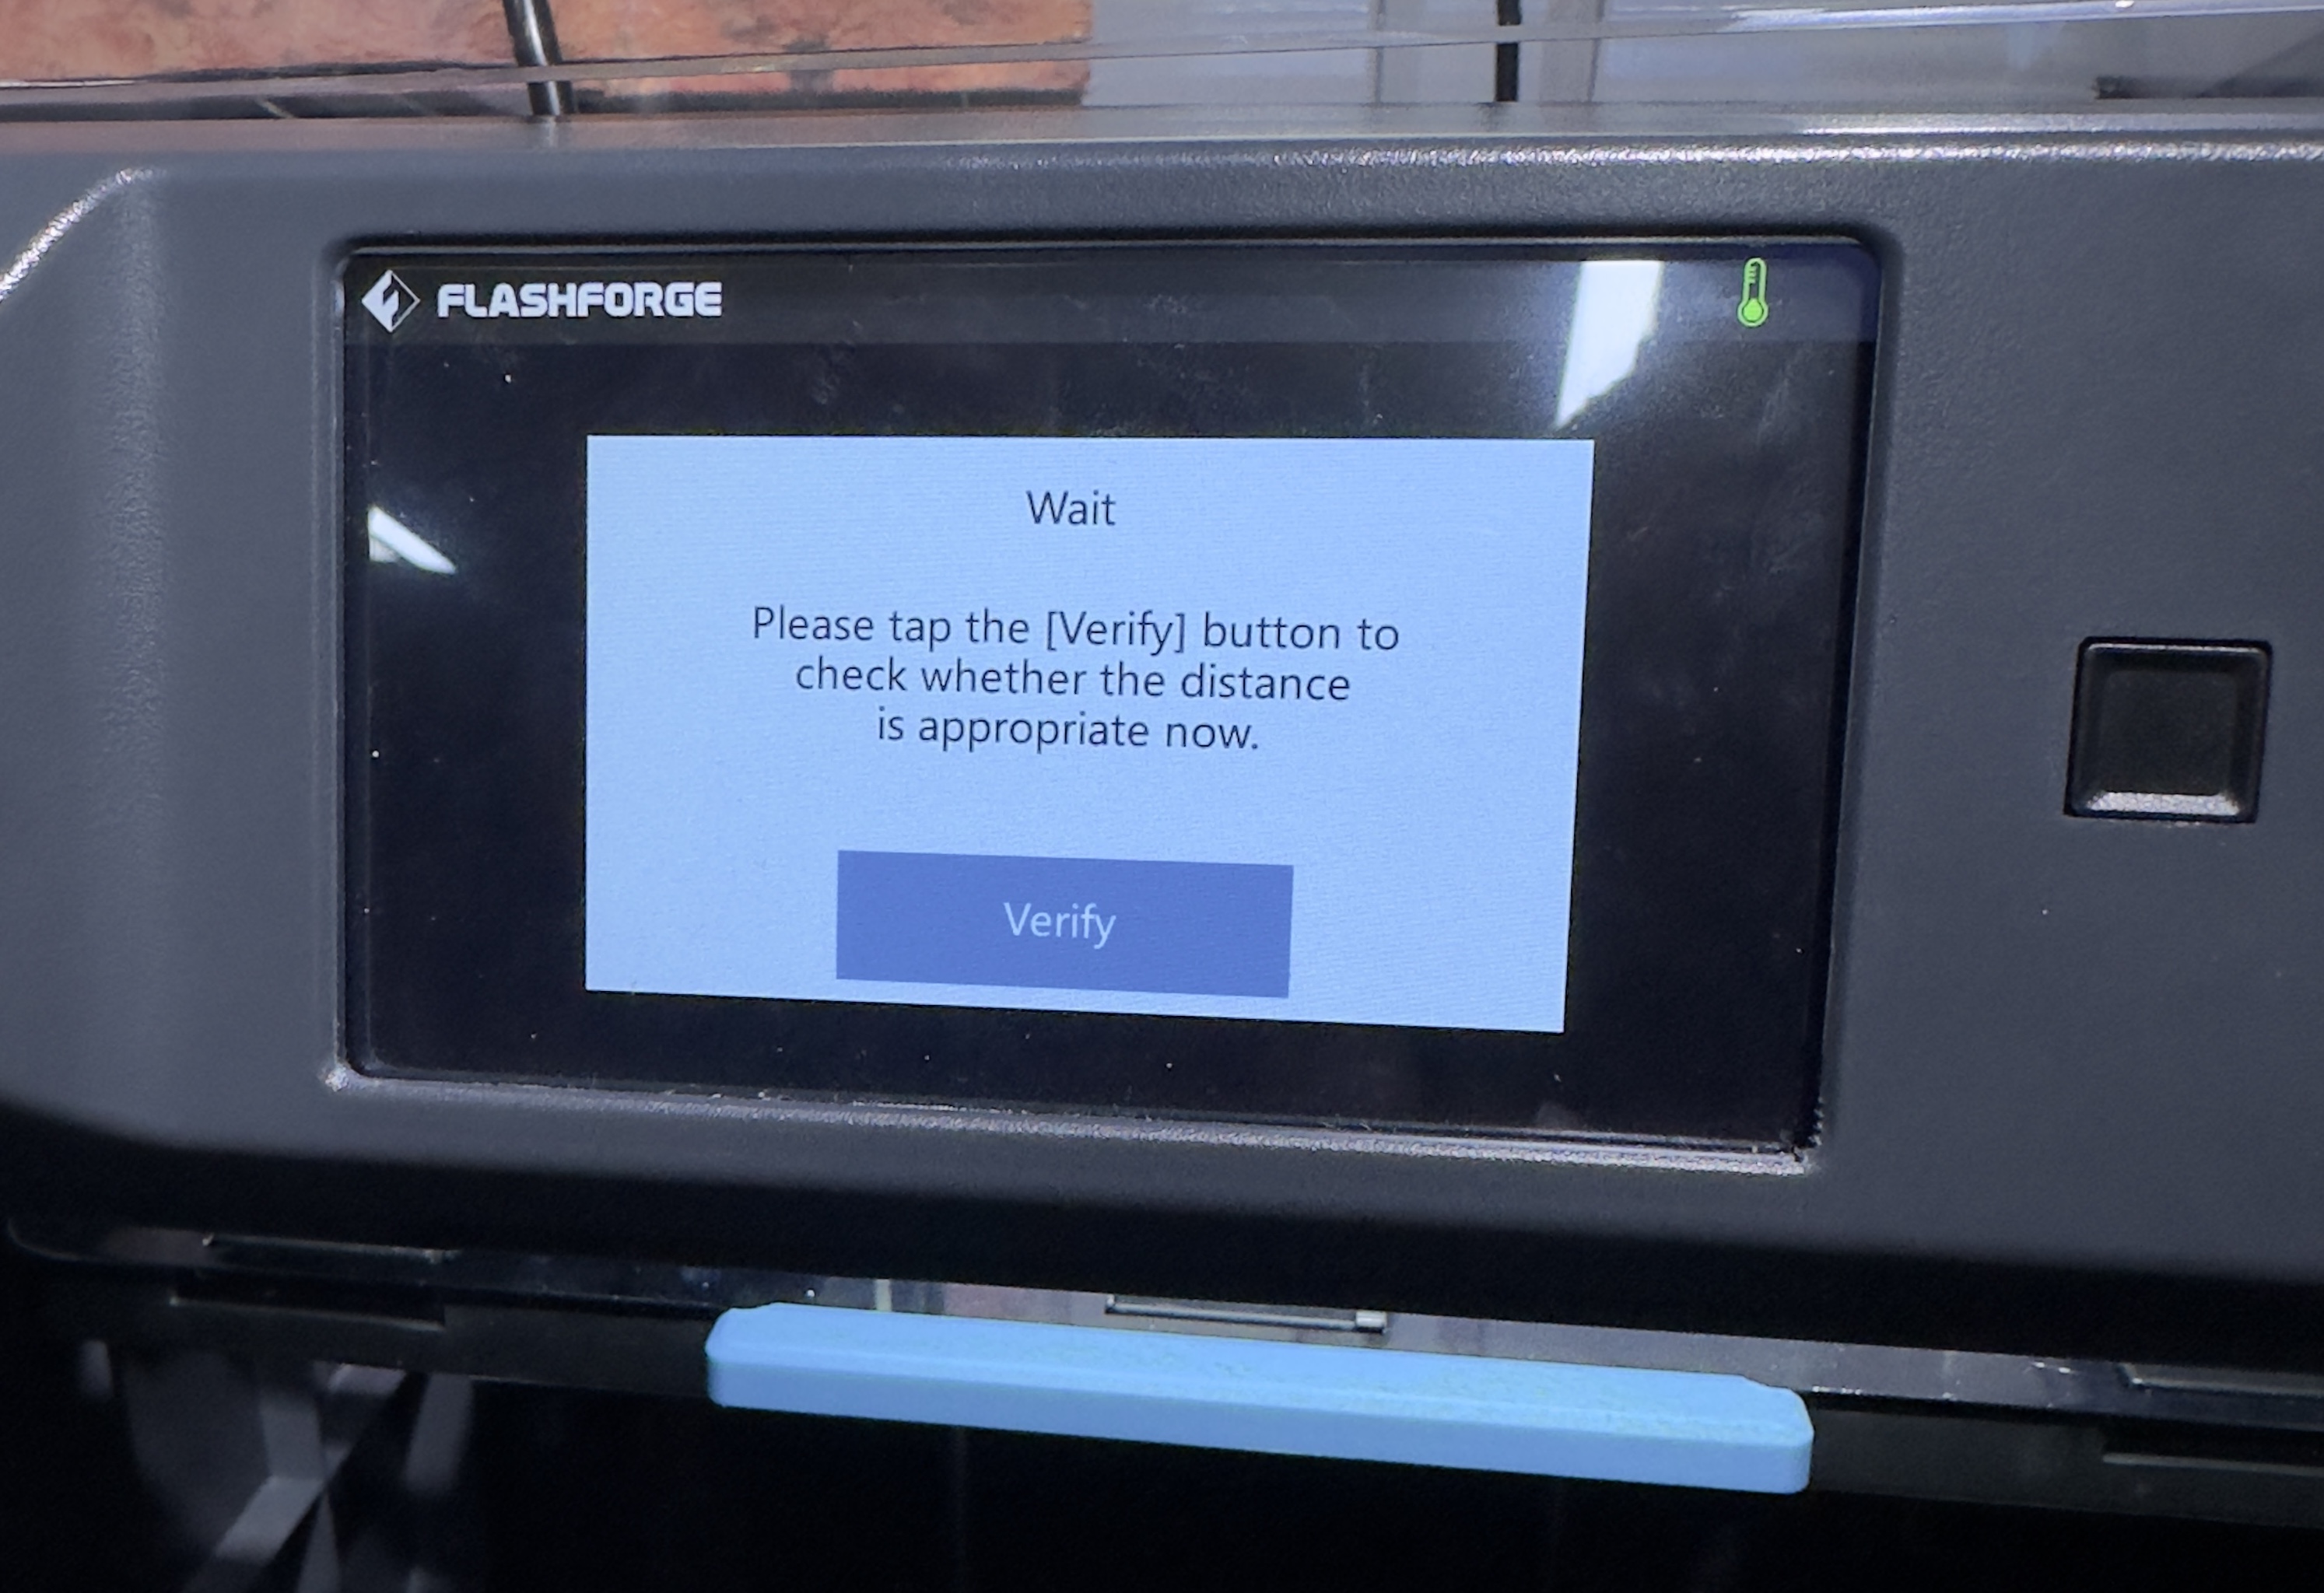 FLASHFORGE
Wait
Please tap the [Verify] button to
check whether the distance
is appropriate now.
Verify